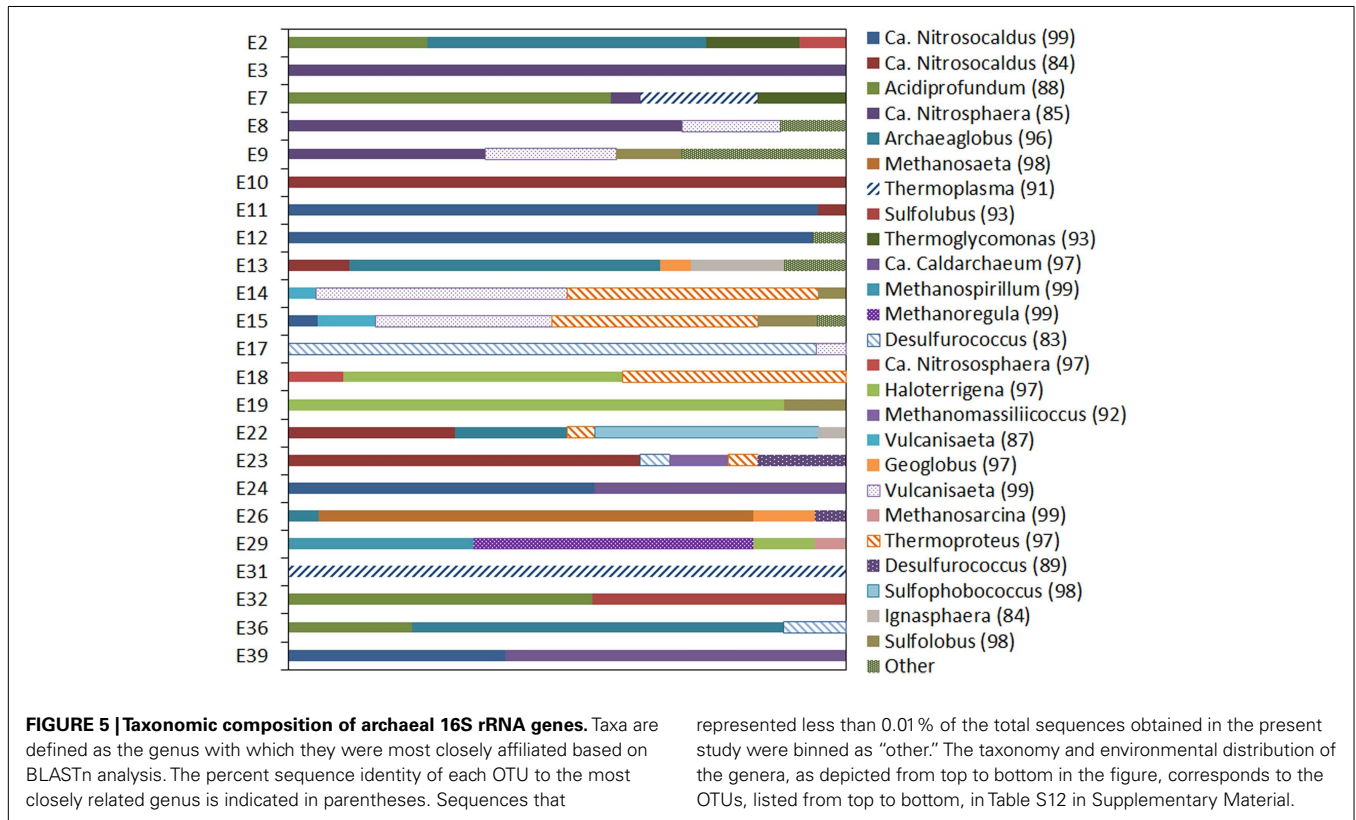 E2
E3
E7
E8
E9
E10
E11
E12
E13
E14
E15
E17
E18
E19
E22
E23
E24
E26
E29
E31
E32
E36
E39
Ca. Nitrosocaldus (99)
Ca. Nitrosocaldus (84)
Acidiprofundum (88)
Ca. Nitrosphaera (85)
Archaeaglobus (96)
Methanosaeta (98)
Thermoplasma (91)
Sulfolubus (93)
Thermoglycomonas (93)
Ca. Caldarchaeum (97)
Methanospirillum (99)
Methanoregula (99)
Desulfurococcus (83)
Ca. Nitrososphaera (97)
Haloterrigena (97)
Methanomassiliicoccus (92)
Vulcanisaeta (87)
Geoglobus (97)
Vulcanisaeta (99)
Methanosarcina (99)
Thermoproteus (97)
Desulfurococcus (89)
Sulfophobococcus (98)
Ignasphaera (84)
Sulfolobus (98)
Other
FIGURE 5 | Taxonomic composition of archaeal 16S rRNA genes. Taxa are
defined as the genus with which they were most closely affiliated based on
BLASTn analysis. The percent sequence identity of each OTU to the most
closely related genus is indicated in parentheses. Sequences that
represented less than 0.01% of the total sequences obtained in the present
study were binned as “other.” The taxonomy and environmental distribution of
the genera, as depicted from top to bottom in the figure, corresponds to the
OTUs, listed from top to bottom, in Table S12 in Supplementary Material.